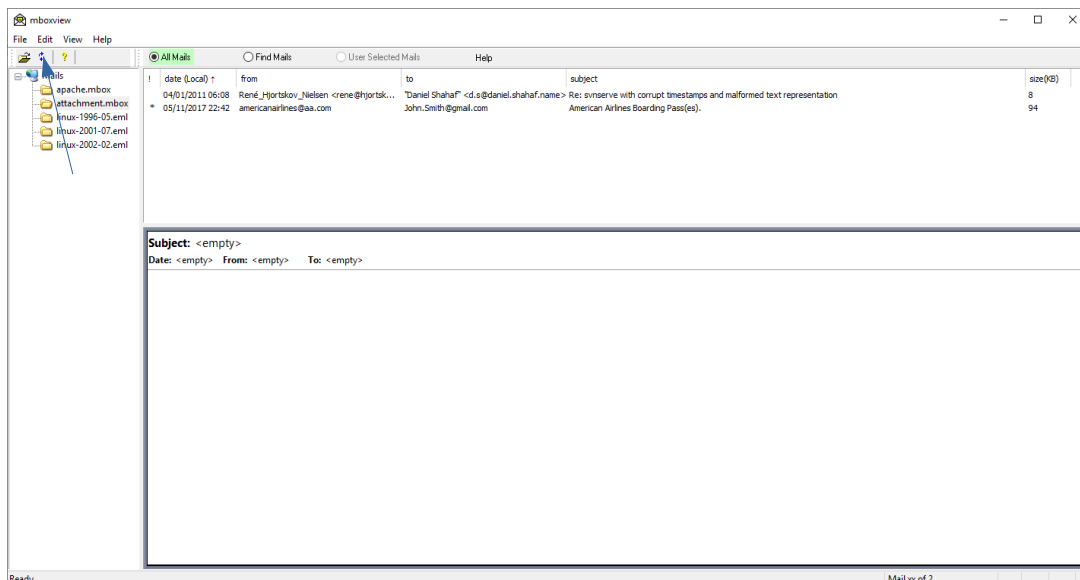 mboxview
File Edit View Help
? All Mails Find Mails User Selected Mails Help
Mails
apache.mbox
attachment.mbox
linux-1996-05.eml
linux-2001-07.eml
linux-2002-02.eml
! date (Local) ↑ from to subject size(KB)
04/01/2011 06:08 René_Hjortskov_Nielsen <rene@hjortsk... "Daniel Shahaf" <d.s@daniel.shahaf.name> Re: svnserve with corrupt timestamps and malformed text representation 8
* 05/11/2017 22:42 americanairlines@aa.com John.Smith@gmail.com American Airlines Boarding Pass(es). 94
Subject: <empty>
Date: <empty> From: <empty> To: <empty>
Ready Mail xx of 2